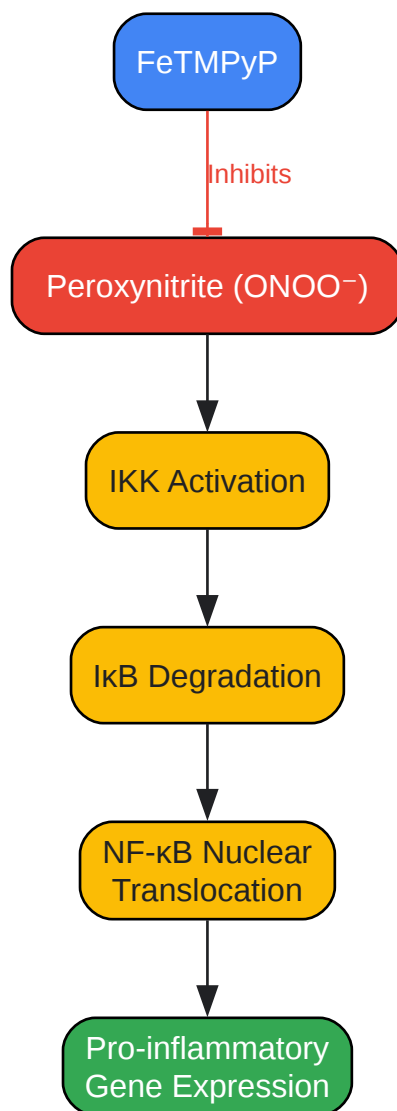 FeTMPyP
Inhibits
Peroxynitrite (ONOO⁻)
IKK Activation
IκB Degradation
NF-κB Nuclear
Translocation
Pro-inflammatory
Gene Expression